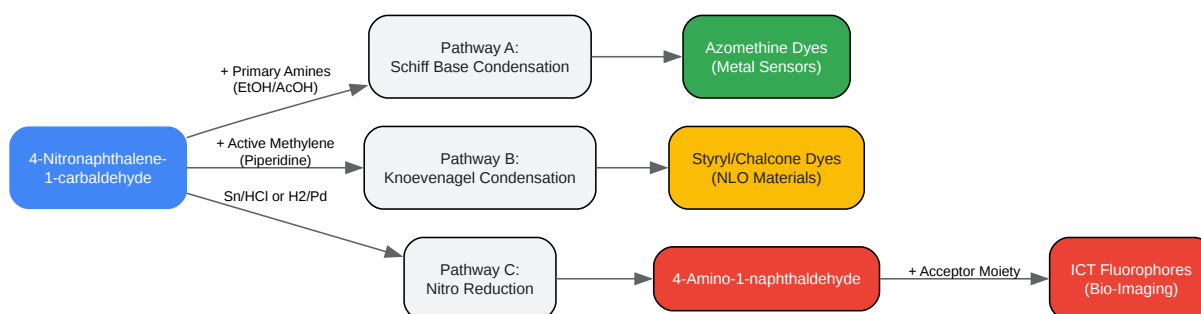 + Primary Amines
(EtOH/AcOH)
Pathway A:
Schiff Base Condensation
Azomethine Dyes
(Metal Sensors)
4-Nitronaphthalene-
1-carbaldehyde
+ Active Methylene
(Piperidine)
Pathway B:
Knoevenagel Condensation
Styryl/Chalcone Dyes
(NLO Materials)
Sn/HCl or H2/Pd
Pathway C:
Nitro Reduction
4-Amino-1-naphthaldehyde
+ Acceptor Moiety
ICT Fluorophores
(Bio-Imaging)